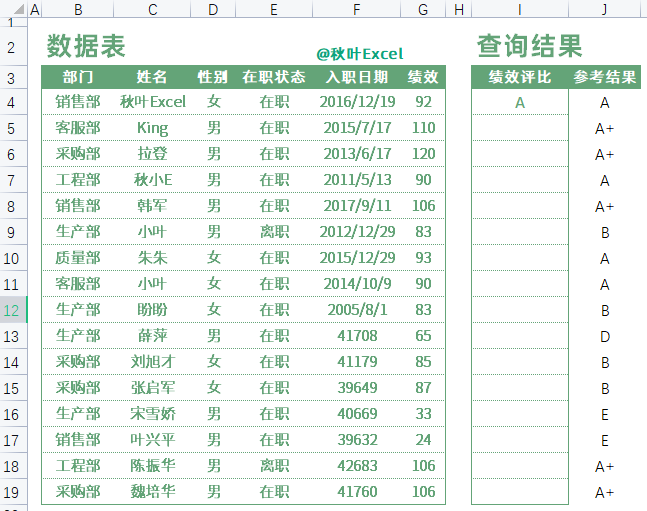 A B C D E F G H I J
1
2 数据表 @秋叶Excel 查询结果
3 部门 姓名 性别 在职状态 入职日期 绩效 绩效评比 参考结果
4 销售部 秋叶Excel 女 在职 2016/12/19 92 A A
5 客服部 King 男 在职 2015/7/17 110 A+
6 采购部 拉登 男 在职 2013/6/17 120 A+
7 工程部 秋小E 男 在职 2011/5/13 90 A
8 销售部 韩军 男 在职 2017/9/11 106 A+
9 生产部 小叶 男 离职 2012/12/29 83 B
10 质量部 朱朱 女 在职 2015/12/29 93 A
11 客服部 小叶 女 在职 2014/10/9 90 A
12 生产部 盼盼 女 在职 2005/8/1 83 B
13 生产部 薛萍 男 在职 41708 65 D
14 采购部 刘旭才 女 在职 41179 85 B
15 采购部 张启军 女 在职 39649 87 B
16 生产部 宋雪娇 男 在职 40669 33 E
17 销售部 叶兴平 男 在职 39632 24 E
18 工程部 陈振华 男 离职 42683 106 A+
19 采购部 魏培华 男 在职 41760 106 A+